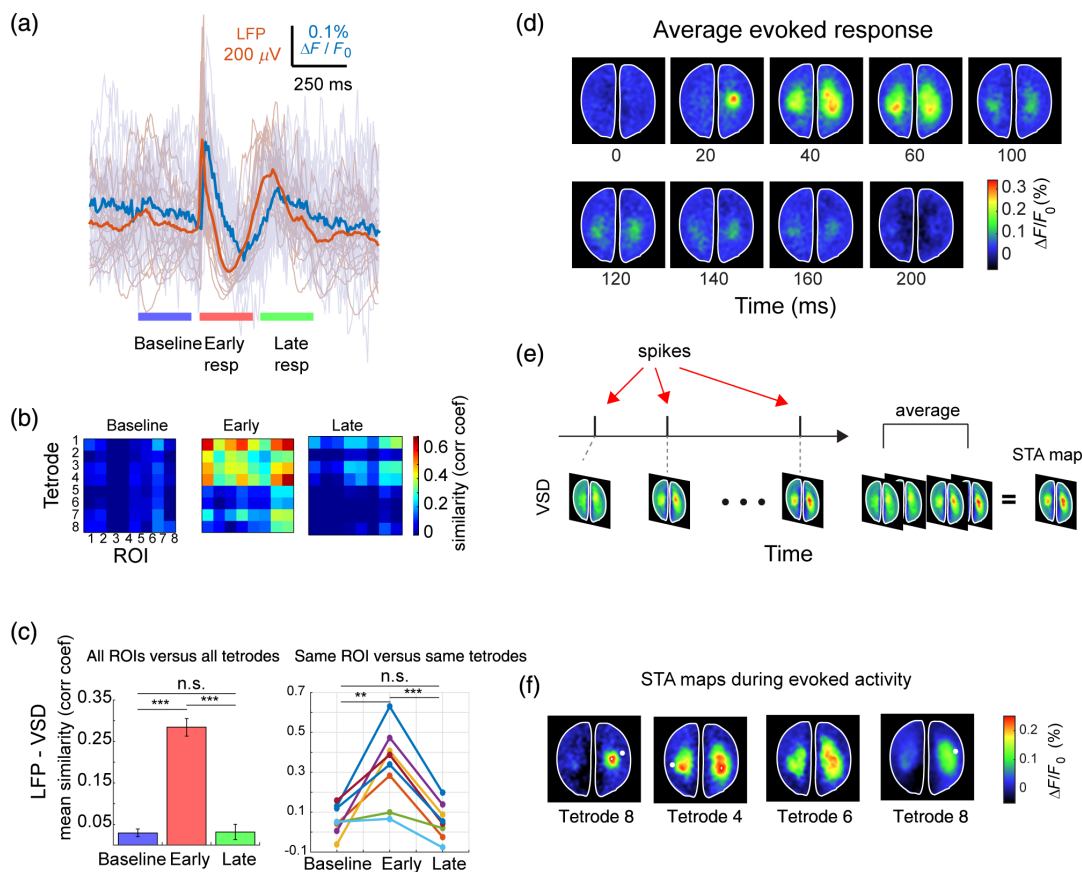 (a)
LFP
200 μV
0.1%
ΔF / F0
250 ms
Baseline
Early
resp
Late
resp
(b)
Baseline
Early
Late
Tetrode
1
2
3
4
5
6
7
8
1 2 3 4 5 6 7 8
ROI
0.6
0.4
0.2
0
similarity (corr coef)
(c)
All ROIs versus all tetrodes
Same ROI versus same tetrodes
LFP - VSD
mean similarity (corr coef)
n.s.
***
***
0.35
0.25
0.15
0.05
Baseline Early Late
n.s.
**
***
0.7
0.5
0.3
0.1
-0.1
Baseline Early Late
(d)
Average evoked response
0
20
40
60
100
120
140
160
200
Time (ms)
0.3
0.2
0.1
0
ΔF/F0 (%)
(e)
spikes
average
STA map
VSD
=
Time
(f)
STA maps during evoked activity
Tetrode 8
Tetrode 4
Tetrode 6
Tetrode 8
0.2
0.1
0
ΔF/F0 (%)